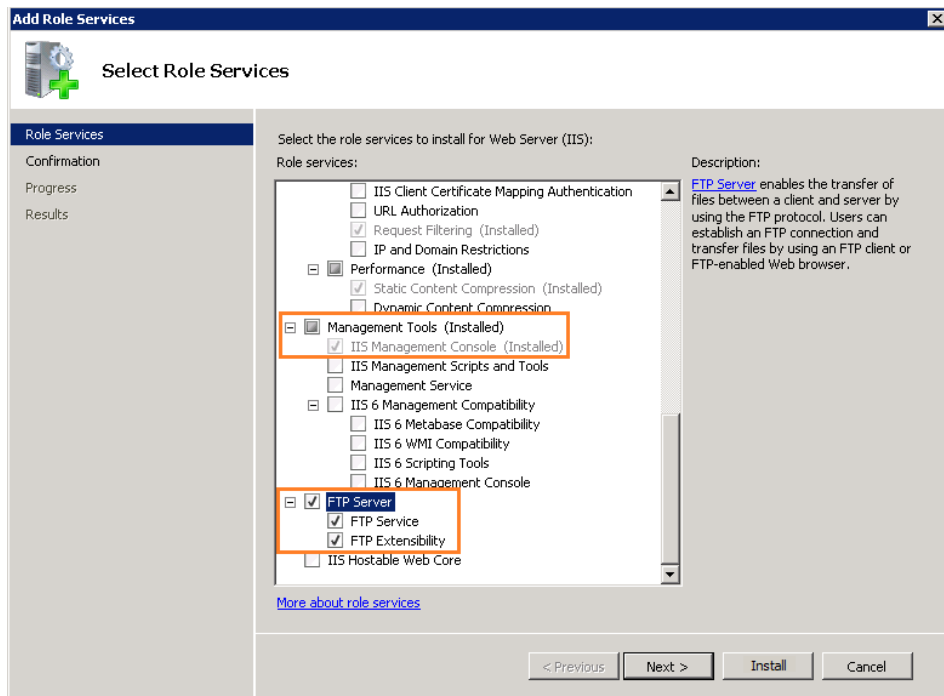 Add Role Services
Select Role Services
Role Services
Confirmation
Progress
Results
Select the role services to install for Web Server (IIS):
Role services:
IIS Client Certificate Mapping Authentication
URL Authorization
Request Filtering (Installed)
IP and Domain Restrictions
Performance (Installed)
Static Content Compression (Installed)
Dynamic Content Compression
Management Tools (Installed)
IIS Management Console (Installed)
IIS Management Scripts and Tools
Management Service
IIS 6 Management Compatibility
IIS 6 Metabase Compatibility
IIS 6 WMI Compatibility
IIS 6 Scripting Tools
IIS 6 Management Console
FTP Server
FTP Service
FTP Extensibility
IIS Hostable Web Core
More about role services
Description:
FTP Server enables the transfer of
files between a client and server by
using the FTP protocol. Users can
establish an FTP connection and
transfer files by using an FTP client or
FTP-enabled Web browser.
< Previous
Next >
Install
Cancel